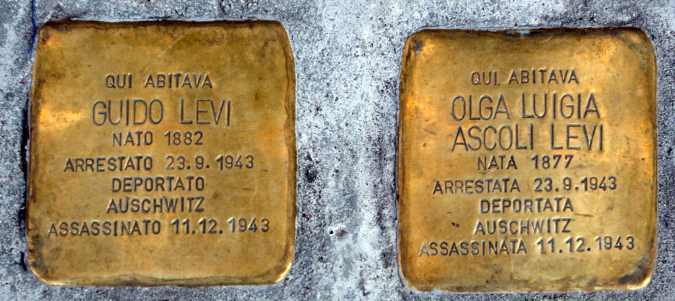 QUI ABITAVA
GUIDO LEVI
NATO 1882
ARRESTATO 23.9.1943
DEPORTATO
AUSCHWITZ
ASSASSINATO 11.12.1943
QUI ABITAVA
OLGA LUIGIA
ASCOLI LEVI
NATA 1877
ARRESTATA 23.9.1943
DEPORTATA
AUSCHWITZ
ASSASSINATA 11.12.1943